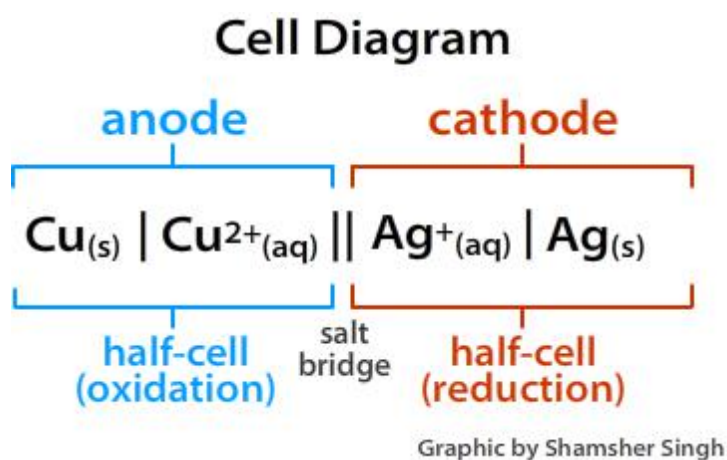 Cell Diagram
anode cathode
Cu(s) | Cu²⁺(aq) || Ag⁺(aq) | Ag(s)
half-cell
(oxidation)
salt
bridge
half-cell
(reduction)
Graphic by Shamsher Singh